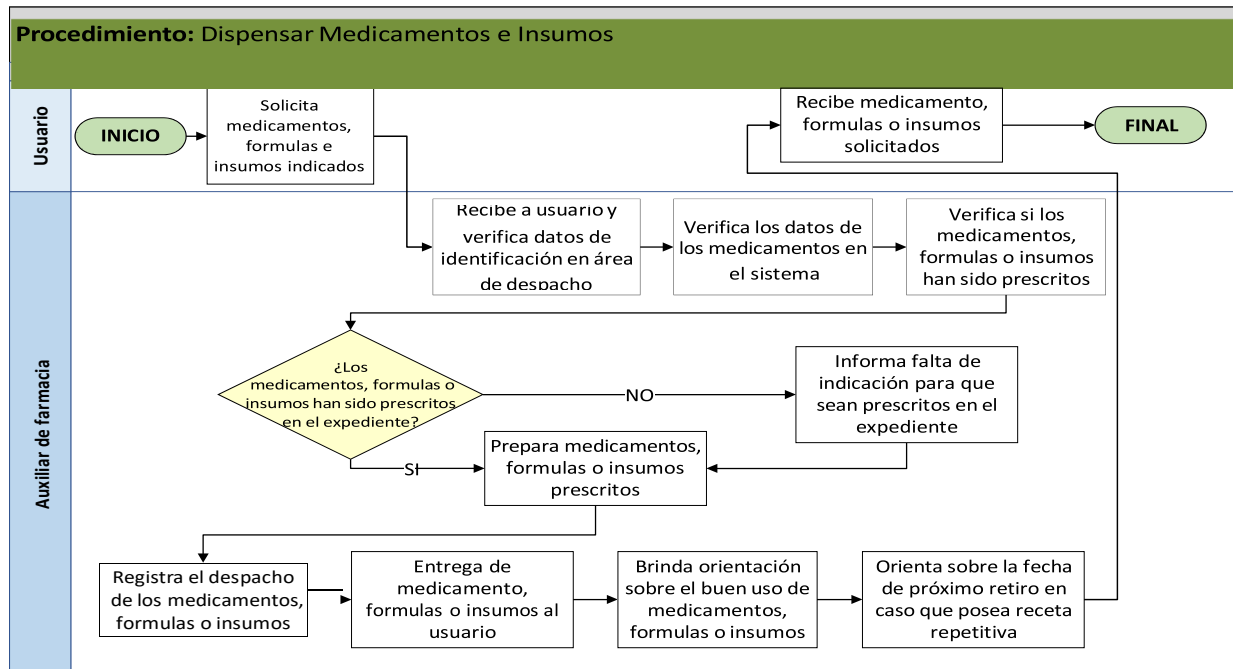 Procedimiento: Dispensar Medicamentos e Insumos
Usuario
INICIO
Solicita
medicamentos,
formulas e
insumos indicados
Recibe medicamento,
formulas o insumos
solicitados
FINAL
Auxiliar de farmacia
Recibe a usuario y
verifica datos de
identificación en área
de despacho
Verifica los datos de
los medicamentos en
el sistema
Verifica si los
medicamentos,
formulas o insumos
han sido prescritos
¿Los
medicamentos, formulas o
insumos han sido prescritos
en el expediente?
NO
Informa falta de
indicación para que
sean prescritos en el
expediente
SI
Prepara medicamentos,
formulas o insumos
prescritos
Registra el despacho
de los medicamentos,
formulas o insumos
Entrega de
medicamento,
formulas o insumos al
usuario
Brinda orientación
sobre el buen uso de
medicamentos,
formulas o insumos
Orienta sobre la fecha
de próximo retiro en
caso que posea receta
repetitiva